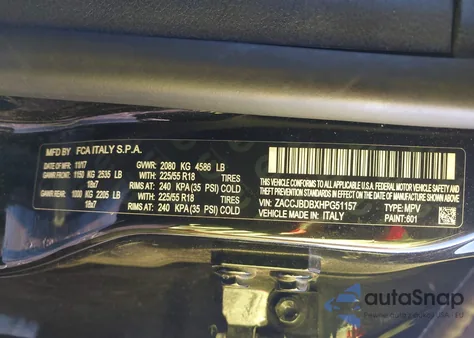 MFD BY FCA ITALY S.P.A.
DATE: 11/17 GVWR: 2080 KG 4586 LB
GAWR FRONT: 1150 KG 2535 LB WITH: 225/55 R18 TIRES
18x7 RIMS AT: 240 KPA (35 PSI) COLD
GAWR REAR: 1000 KG 2205 LB WITH: 225/55 R18 TIRES
18x7 RIMS AT: 240 KPA (35 PSI) COLD
THIS VEHICLE CONFORMS TO ALL APPLICABLE U.S.A. FEDERAL MOTOR VEHICLE SAFETY AND
THEFT PREVENTION STANDARDS IN EFFECT ON THE DATE OF MANUFACTURE SHOWN ABOVE.
VIN: ZACCJBDBXHPG51157 TYPE: MPV
VEHICLE MADE IN: ITALY PAINT: 601
autoSnap